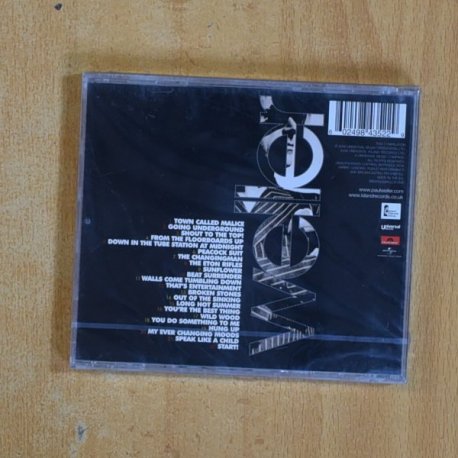 TOWN CALLED MALICE
GOING UNDERGROUND
SHOUT TO THE TOP!
FROM THE FLOORBOARDS UP
DOWN IN THE TUBE STATION AT MIDNIGHT
PEACOCK SUIT
THE CHANGINGMAN
THE ETON RIFLES
SUNFLOWER
BEAT SURRENDER
WALLS COME TUMBLING DOWN
THAT'S ENTERTAINMENT
BROKEN STONES
OUT OF THE SINKING
LONG HOT SUMMER
YOU'RE THE BEST THING
WILD WOOD
YOU DO SOMETHING TO ME
HUNG UP
MY EVER CHANGING MOODS
SPEAK LIKE A CHILD
START!
weller
www.paulweller.com
www.islandrecords.co.uk
universal